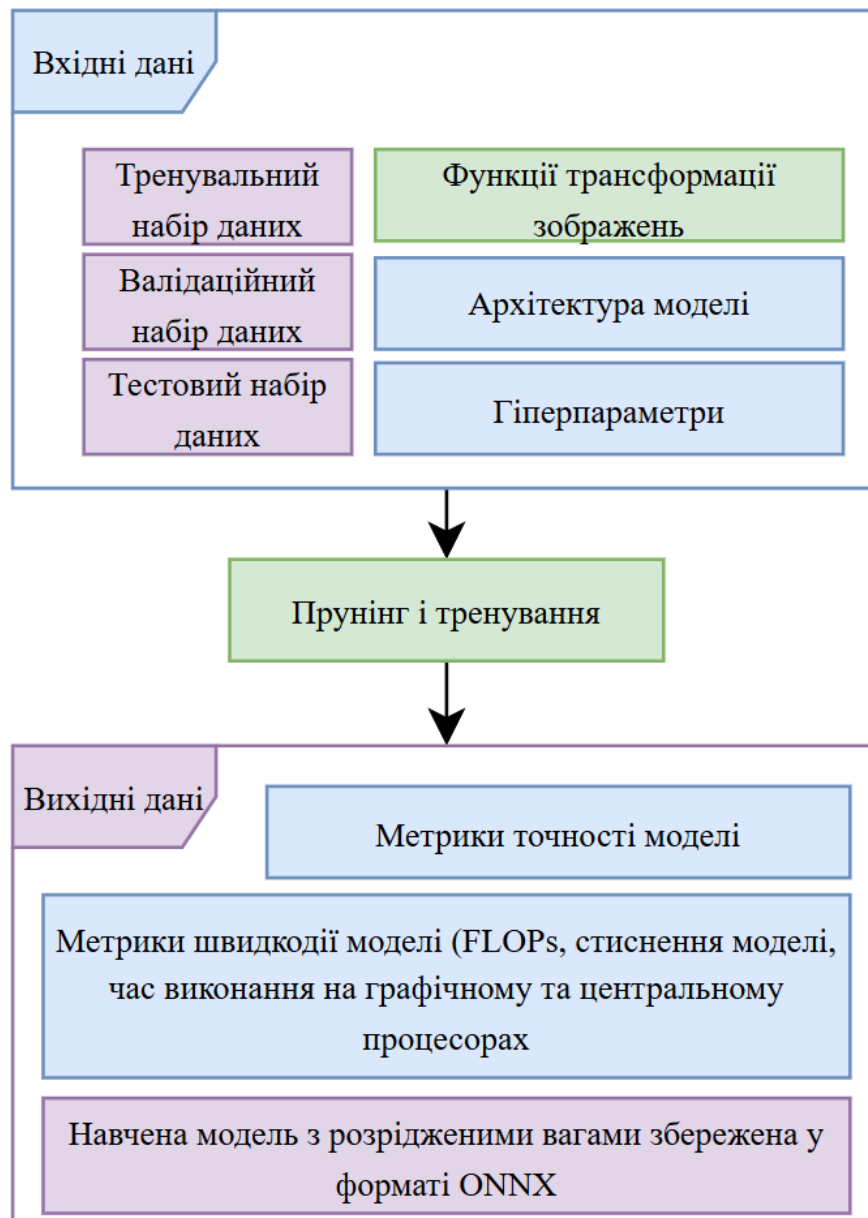 Вхідні дані
Тренувальний
набір даних
Функції трансформації
зображень
Валідаційний
набір даних
Архітектура моделі
Тестовий набір
даних
Гіперпараметри
Прунінг і тренування
Вихідні дані
Метрики точності моделі
Метрики швидкодії моделі (FLOPs, стиснення моделі,
час виконання на графічному та центральному
процесорах
Навчена модель з розрідженими вагами збережена у
форматі ONNX